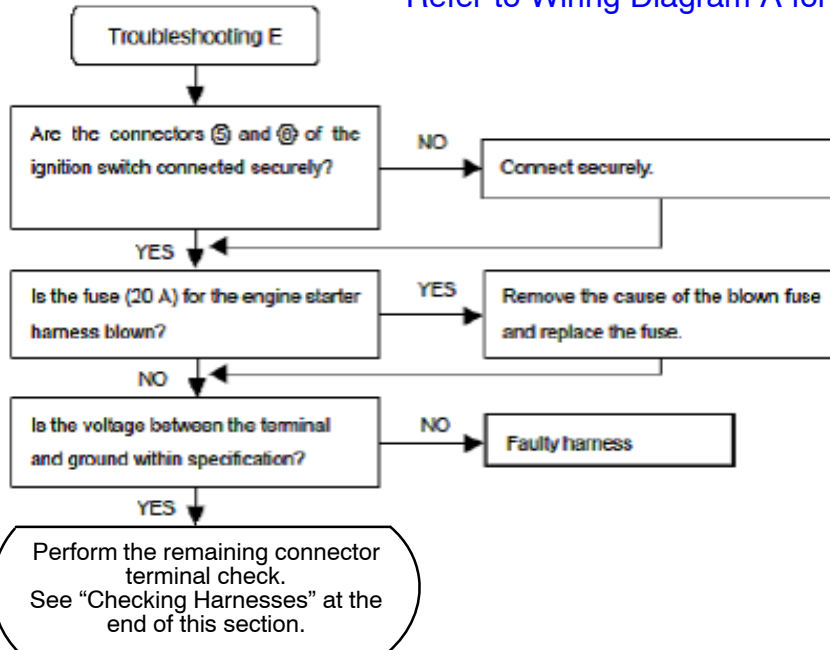 Refer to Wiring Diagram A for
Troubleshooting E
Are the connectors ⑤ and ⑥ of the
ignition switch connected securely?
NO
Connect securely.
YES
Is the fuse (20 A) for the engine starter
harness blown?
YES
Remove the cause of the blown fuse
and replace the fuse.
NO
Is the voltage between the terminal
and ground within specification?
NO
Faulty harness
YES
Perform the remaining connector
terminal check.
See “Checking Harnesses” at the
end of this section.